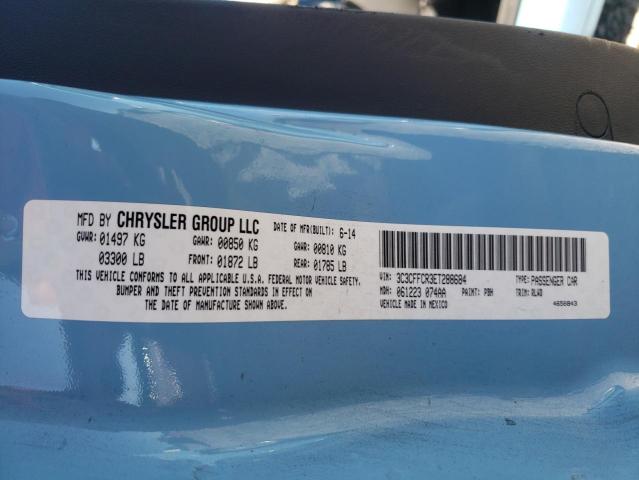 MFD BY CHRYSLER GROUP LLC
DATE OF MFR(BUILT): 6-14
GVWR: 01497 KG GAWR: 00850 KG GAWR: 00810 KG
03300 LB FRONT: 01872 LB REAR: 01785 LB
THIS VEHICLE CONFORMS TO ALL APPLICABLE U.S.A. FEDERAL MOTOR VEHICLE SAFETY,
BUMPER AND THEFT PREVENTION STANDARDS IN EFFECT ON
THE DATE OF MANUFACTURE SHOWN ABOVE.
VIN: 3C3CFFCR3ET288684 TYPE: PASSENGER CAR
MDH: 061223 074AA PAINT: PBH TRIM: RLWD
VEHICLE MADE IN MEXICO 4658843